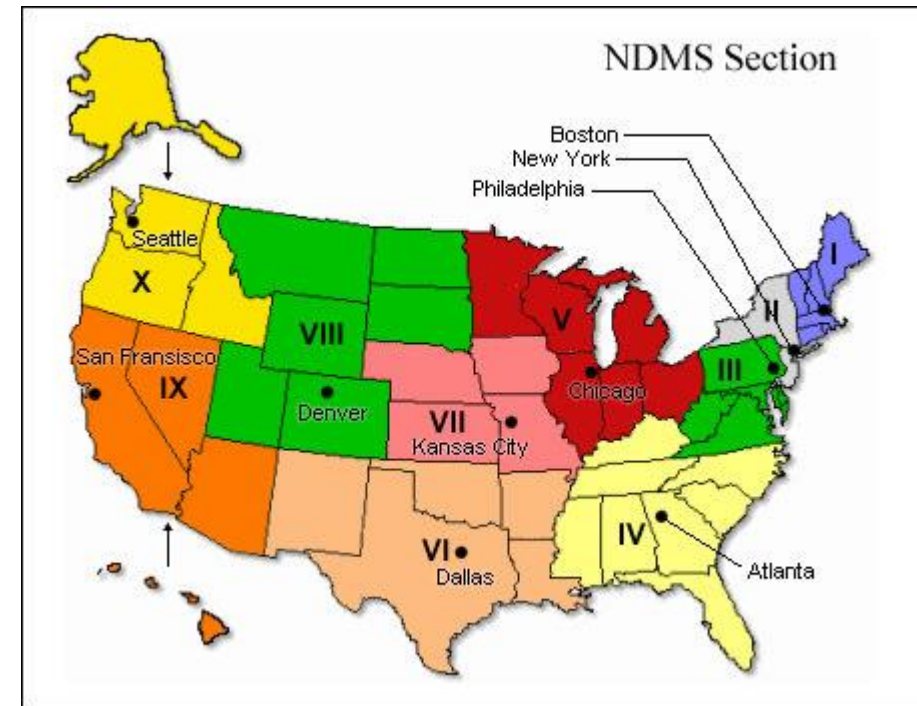 NDMS Section
Boston
New York
Philadelphia
Seattle
I
X
II
VIII
V
San Fransisco
III
IX
Chicago
Denver
VII
Kansas City
IV
VI
Dallas
Atlanta